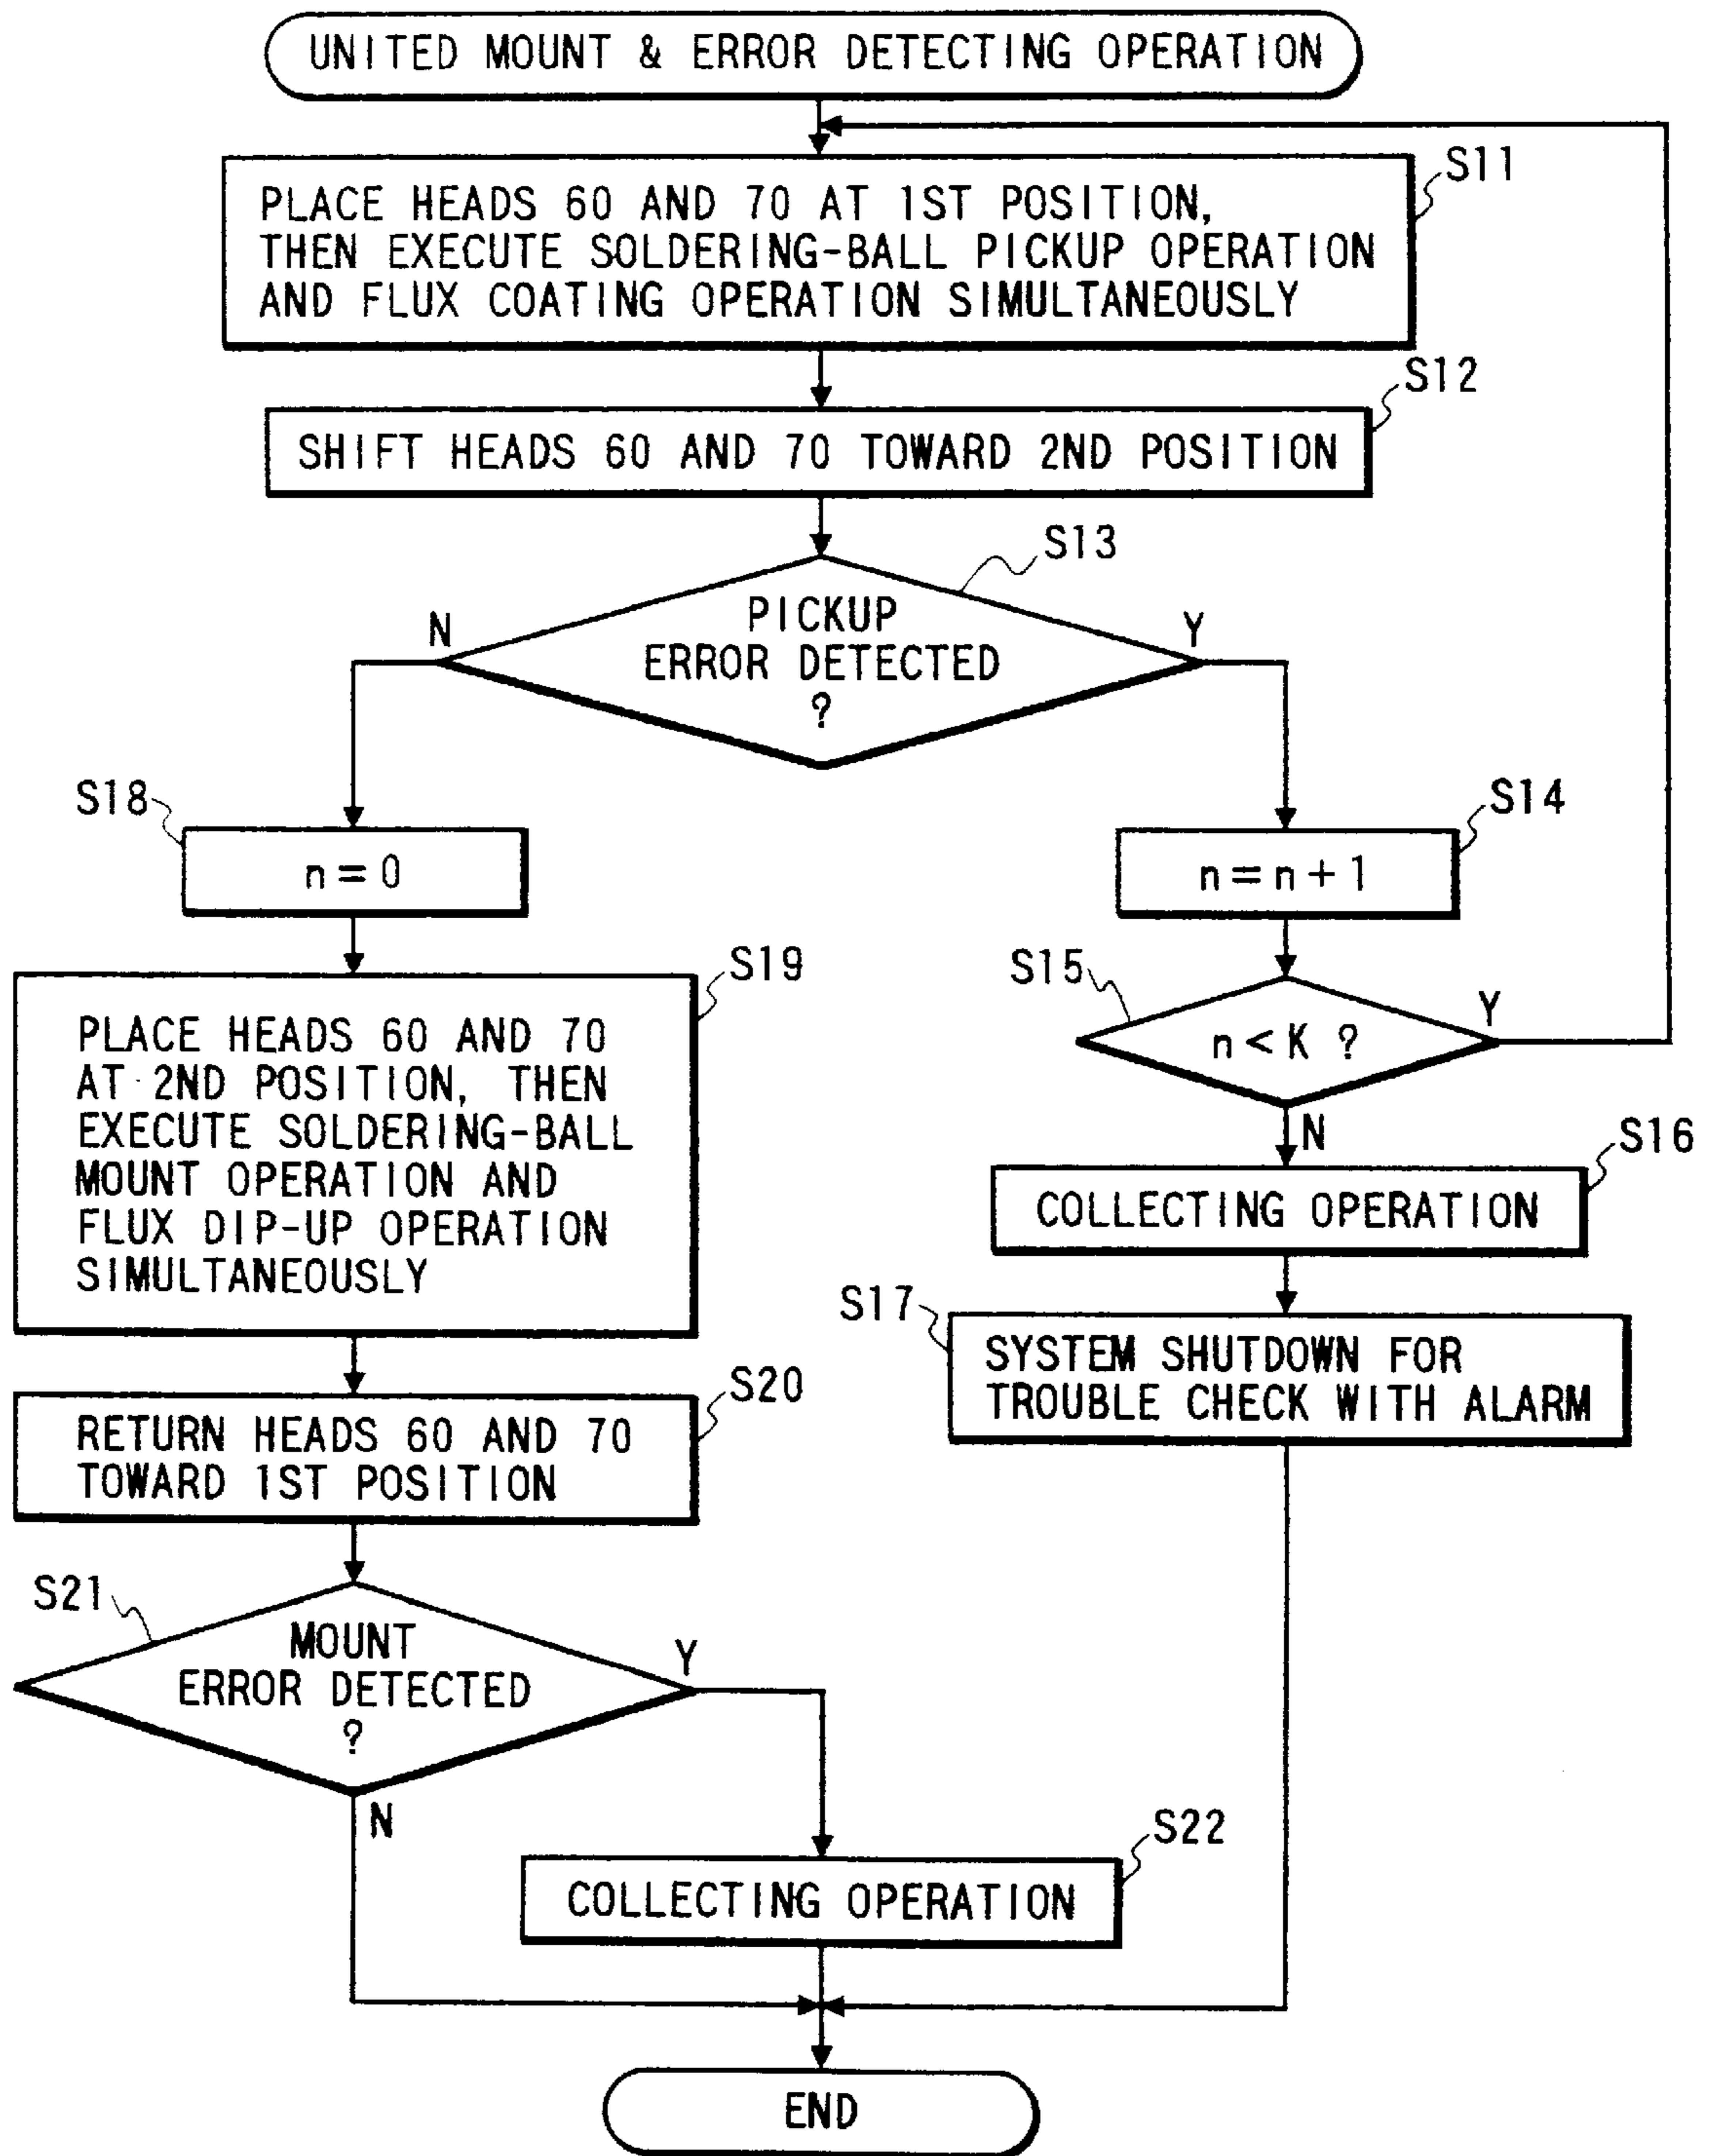 UNITED MOUNT & ERROR DETECTING OPERATION
S11
PLACE HEADS 60 AND 70 AT 1ST POSITION,
THEN EXECUTE SOLDERING-BALL PICKUP OPERATION
AND FLUX COATING OPERATION SIMULTANEOUSLY
S12
SHIFT HEADS 60 AND 70 TOWARD 2ND POSITION
S13
PICKUP
ERROR DETECTED
?
N
Y
S18
n=0
S14
n=n+1
S19
PLACE HEADS 60 AND 70
AT 2ND POSITION, THEN
EXECUTE SOLDERING-BALL
MOUNT OPERATION AND
FLUX DIP-UP OPERATION
SIMULTANEOUSLY
S15
n<K ?
Y
N
S16
COLLECTING OPERATION
S17
SYSTEM SHUTDOWN FOR
TROUBLE CHECK WITH ALARM
S20
RETURN HEADS 60 AND 70
TOWARD 1ST POSITION
S21
MOUNT
ERROR DETECTED
?
Y
N
S22
COLLECTING OPERATION
END